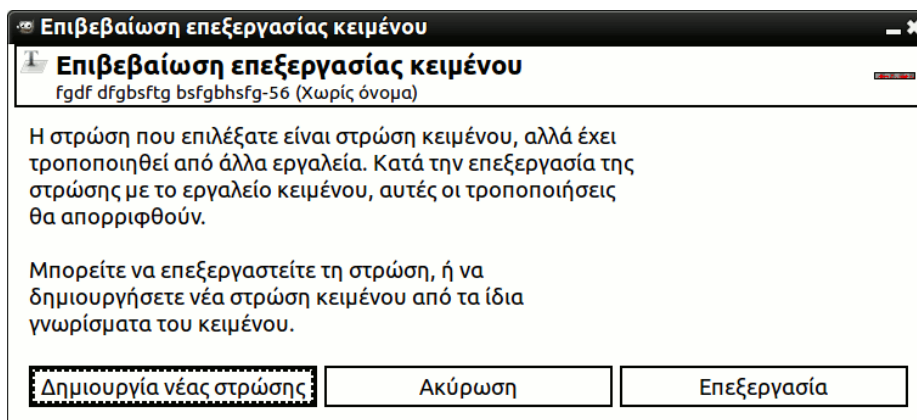 Επιβεβαίωση επεξεργασίας κειμένου
Επιβεβαίωση επεξεργασίας κειμένου
fgdf dfgbsftg bsfgbhsfg-56 (Χωρίς όνομα)
Η στρώση που επιλέξατε είναι στρώση κειμένου, αλλά έχει
τροποποιηθεί από άλλα εργαλεία. Κατά την επεξεργασία της
στρώσης με το εργαλείο κειμένου, αυτές οι τροποποιήσεις
θα απορριφθούν.
Μπορείτε να επεξεργαστείτε τη στρώση, ή να
δημιουργήσετε νέα στρώση κειμένου από τα ίδια
γνωρίσματα του κειμένου.
Δημιουργία νέας στρώσης Ακύρωση Επεξεργασία